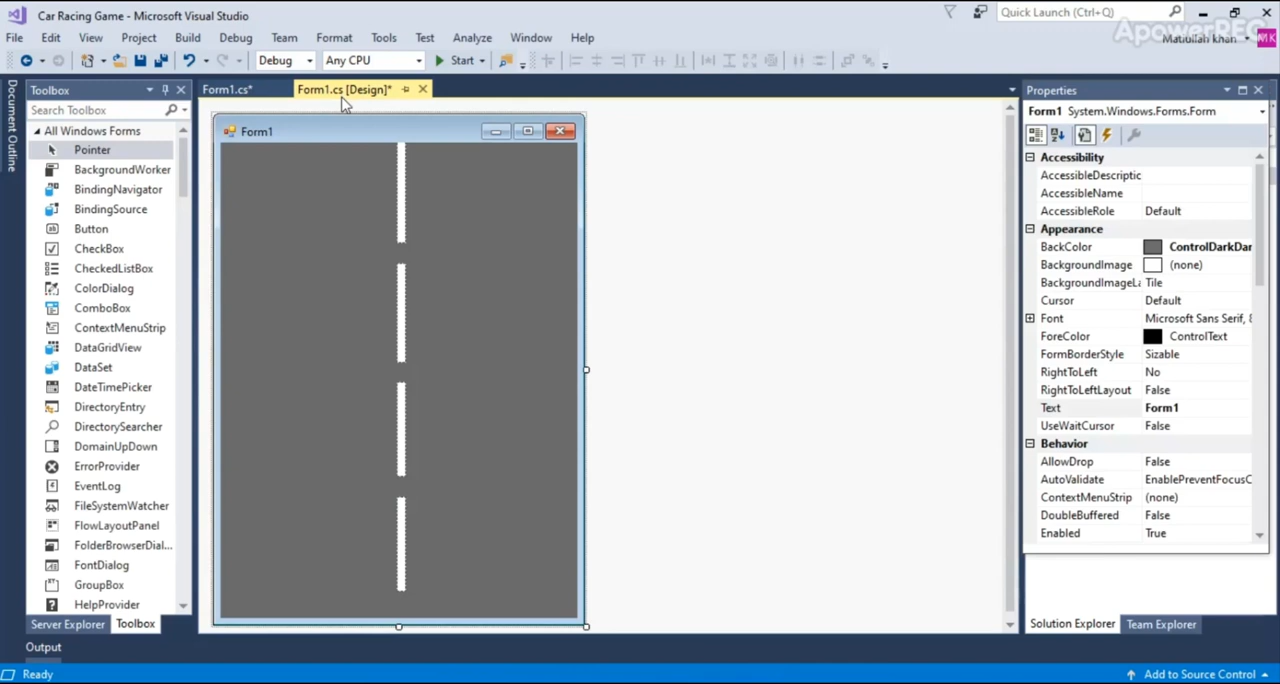 Car Racing Game - Microsoft Visual Studio
Quick Launch (Ctrl+Q)
ApowerREC
File Edit View Project Build Debug Team Format Tools Test Analyze Window Help
Matiullah khan MK
Debug Any CPU Start
Document Outline
Toolbox
Form1.cs* Form1.cs [Design]*
Properties
Search Toolbox
Form1 System.Windows.Forms.Form
All Windows Forms
Pointer
BackgroundWorker
BindingNavigator
BindingSource
Button
CheckBox
CheckedListBox
ColorDialog
ComboBox
ContextMenuStrip
DataGridView
DataSet
DateTimePicker
DirectoryEntry
DirectorySearcher
DomainUpDown
ErrorProvider
EventLog
FileSystemWatcher
FlowLayoutPanel
FolderBrowserDial...
FontDialog
GroupBox
HelpProvider
Server Explorer Toolbox
Form1
Accessibility
AccessibleDescriptic
AccessibleName
AccessibleRole Default
Appearance
BackColor ControlDarkDar
BackgroundImage (none)
BackgroundImageLa Tile
Cursor Default
Font Microsoft Sans Serif, 8
ForeColor ControlText
FormBorderStyle Sizable
RightToLeft No
RightToLeftLayout False
Text Form1
UseWaitCursor False
Behavior
AllowDrop False
AutoValidate EnablePreventFocusC
ContextMenuStrip (none)
DoubleBuffered False
Enabled True
Solution Explorer Team Explorer
Output
Ready
Add to Source Control